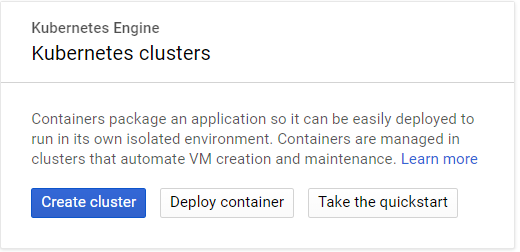 Kubernetes Engine
Kubernetes clusters
Containers package an application so it can be easily deployed to
run in its own isolated environment. Containers are managed in
clusters that automate VM creation and maintenance. Learn more
Create cluster
Deploy container
Take the quickstart